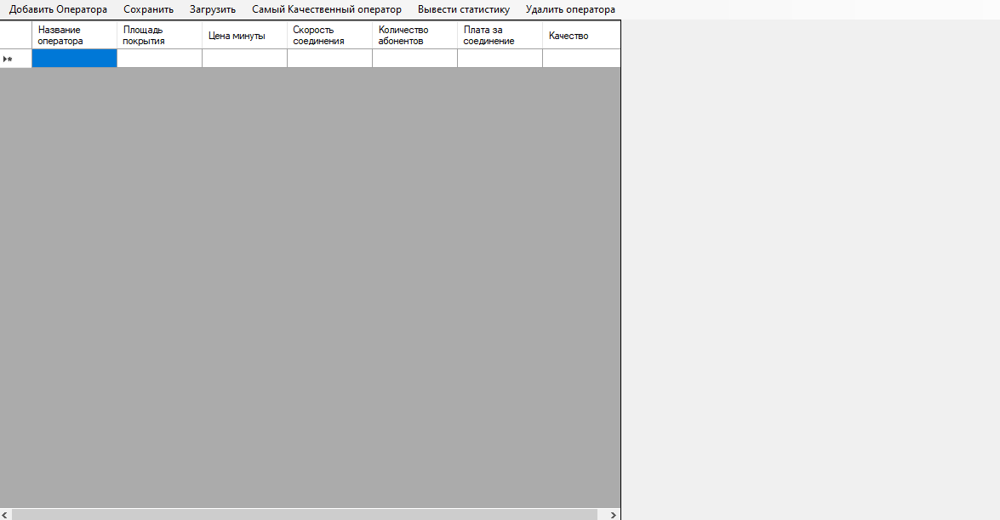 Добавить Оператора Сохранить Загрузить Самый Качественный оператор Вывести статистику Удалить оператора
Название оператора
Площадь покрытия
Цена минуты
Скорость соединения
Количество абонентов
Плата за соединение
Качество